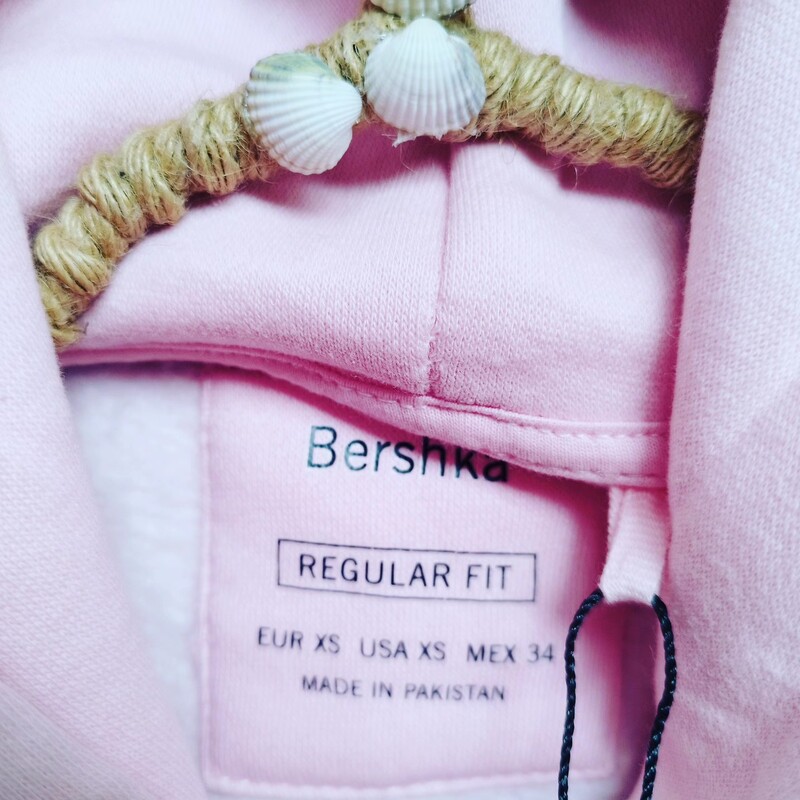 Bershka
REGULAR FIT
EUR XS USA XS MEX 34
MADE IN PAKISTAN